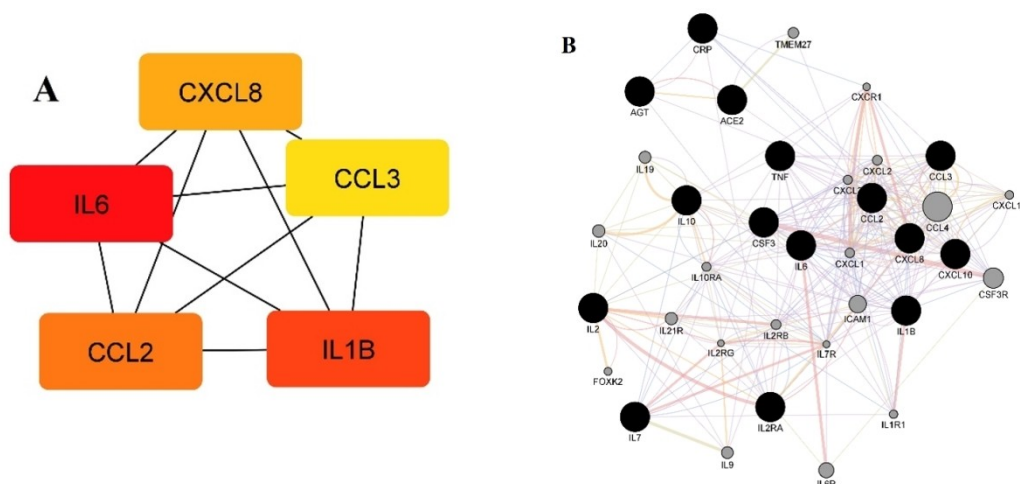 A
CXCL8
CCL3
IL6
CCL2
IL1B
B
CRP
TMEM27
AGT
ACE2
CXCR1
TNF
CXCL2
CCL3
IL19
IL10
CCL2
CXCL1
CCL4
CSF3
IL20
IL6
CXCL8
CXCL1
CXCL10
IL10RA
CSF3R
ICAM1
IL2
IL21R
IL2RB
IL1B
IL2RG
IL7R
FOXK2
IL7
IL2RA
IL1R1
IL9
IL6R